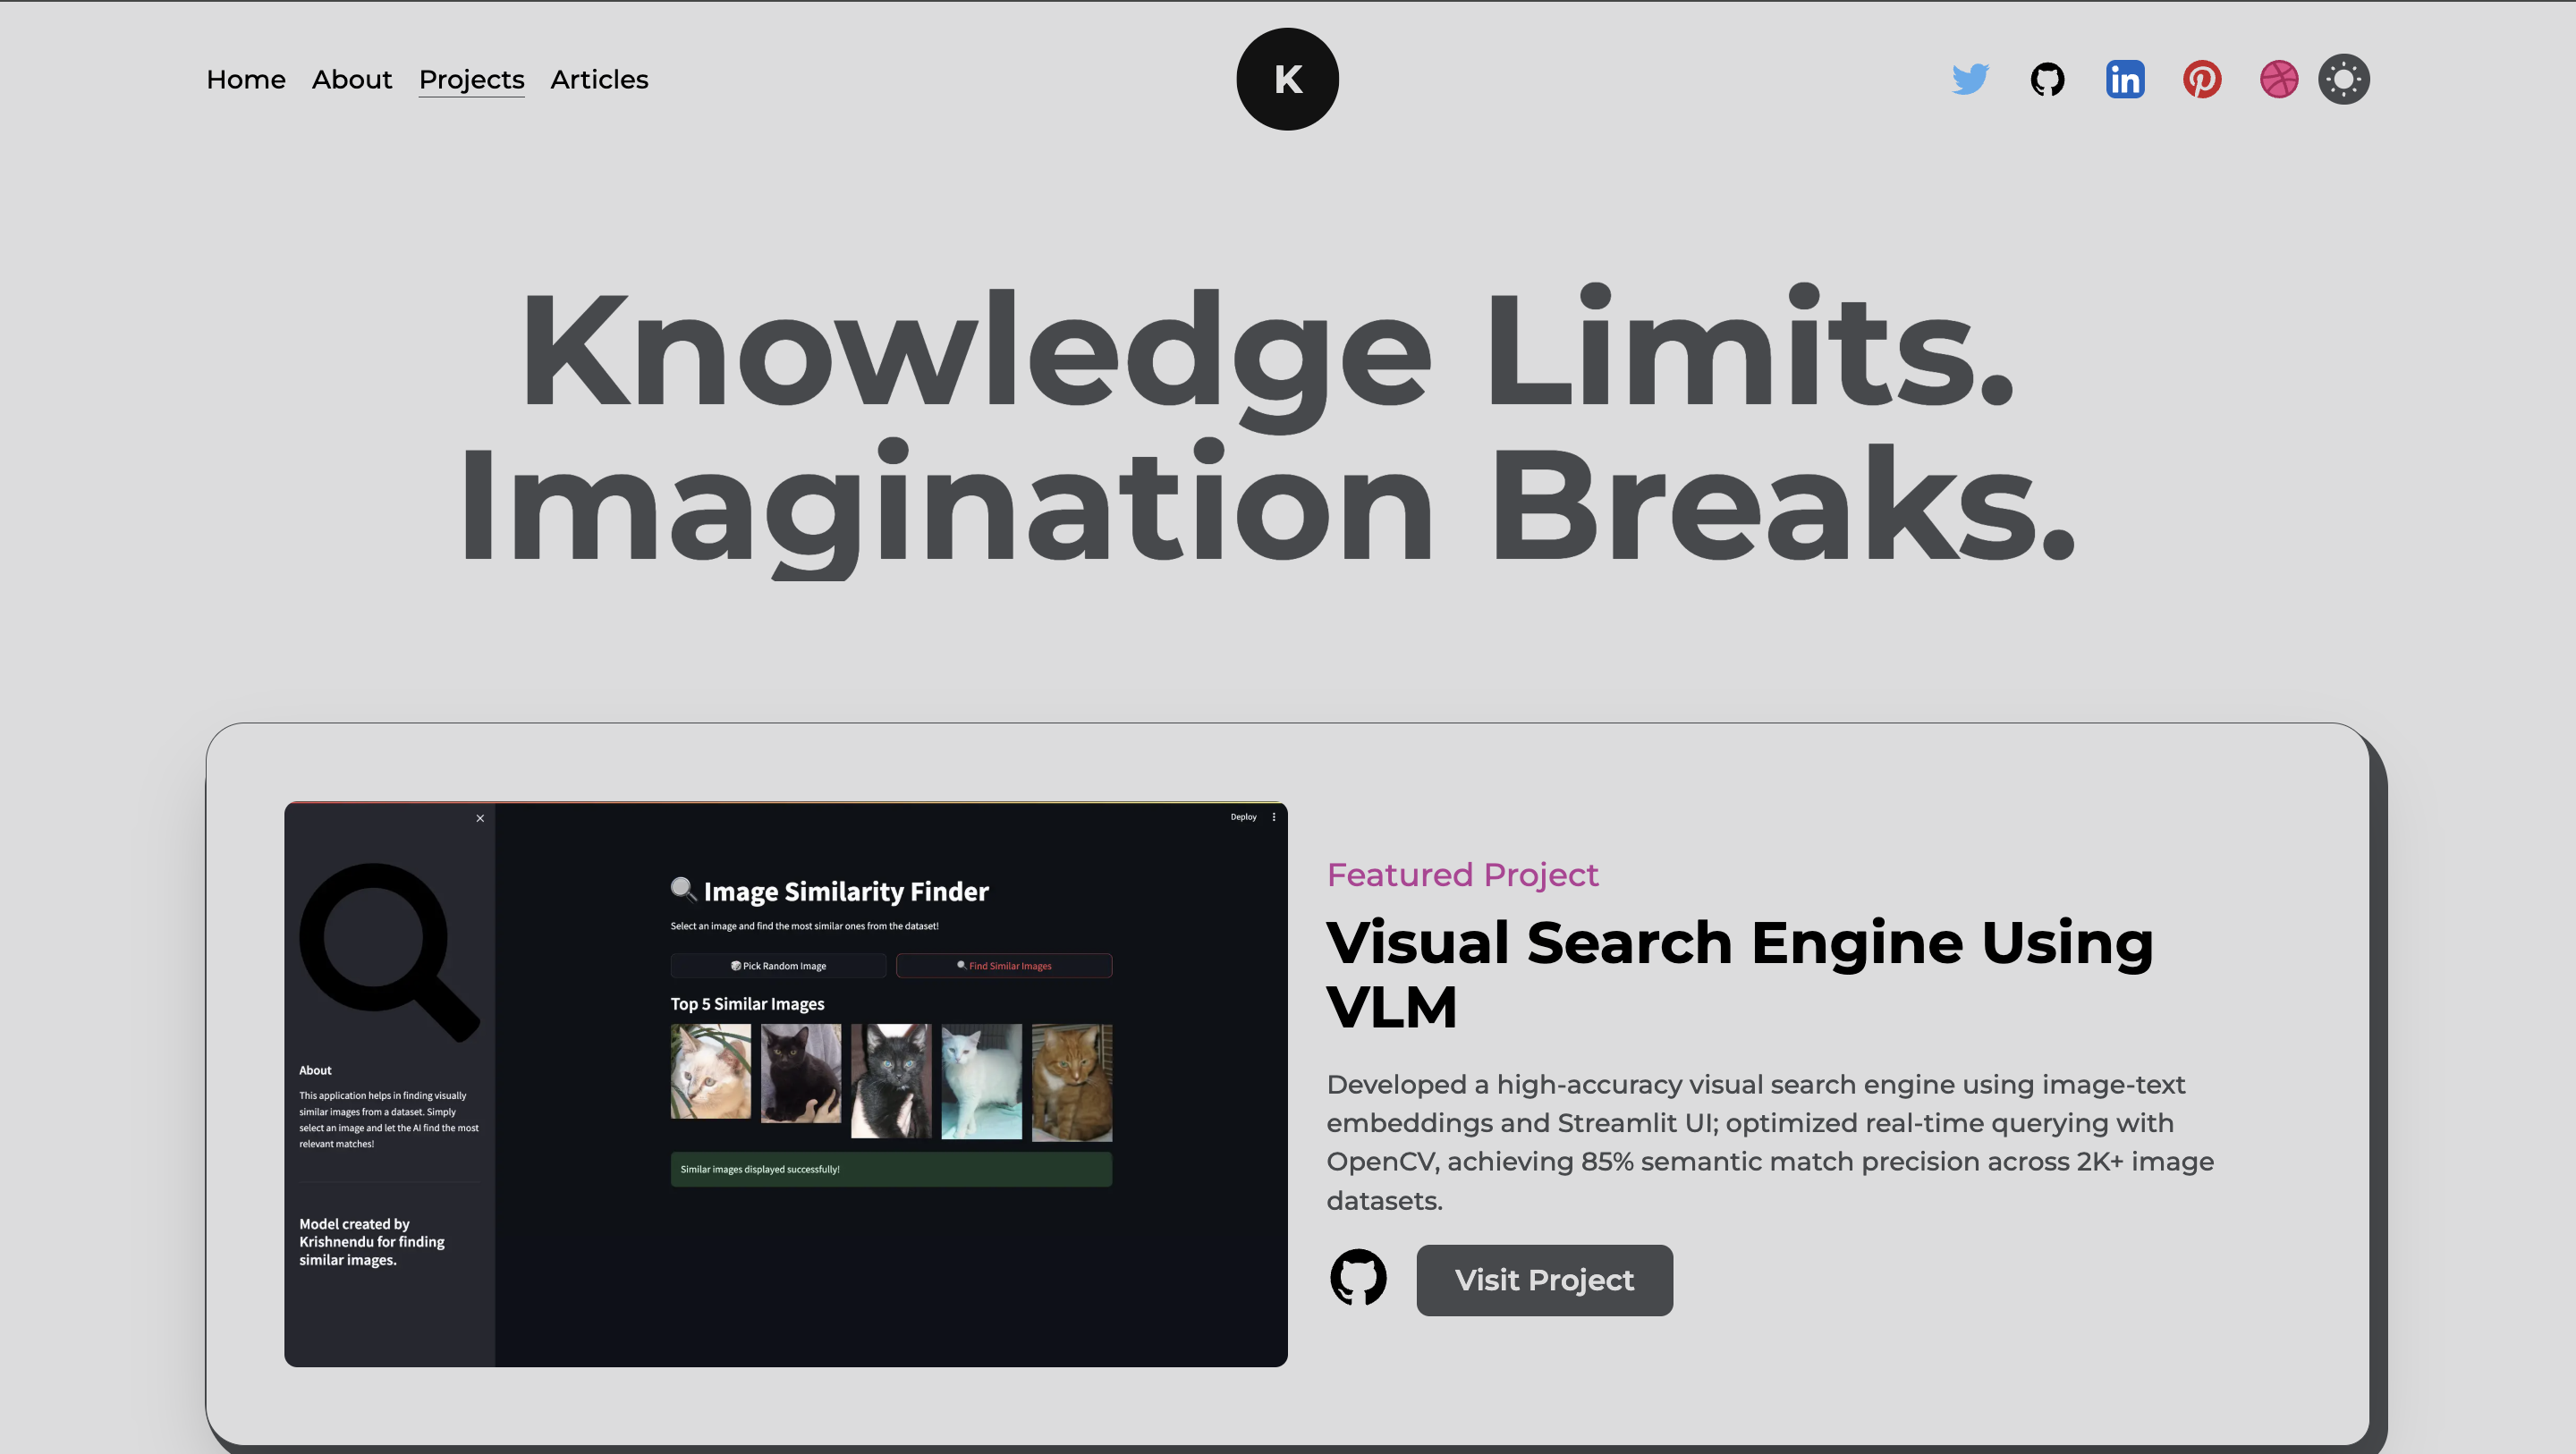 Home About Projects Articles
K
Knowledge Limits.
Imagination Breaks.
Deploy
Image Similarity Finder
Select an image and find the most similar ones from the dataset!
Pick Random Image
Find Similar Images
Top 5 Similar Images
Similar images displayed successfully!
About
This application helps in finding visually
similar images from a dataset. Simply
select an image and let the AI find the most
relevant matches!
Model created by
Krishnendu for finding
similar images.
Featured Project
Visual Search Engine Using
VLM
Developed a high-accuracy visual search engine using image-text
embeddings and Streamlit UI; optimized real-time querying with
OpenCV, achieving 85% semantic match precision across 2K+ image
datasets.
Visit Project